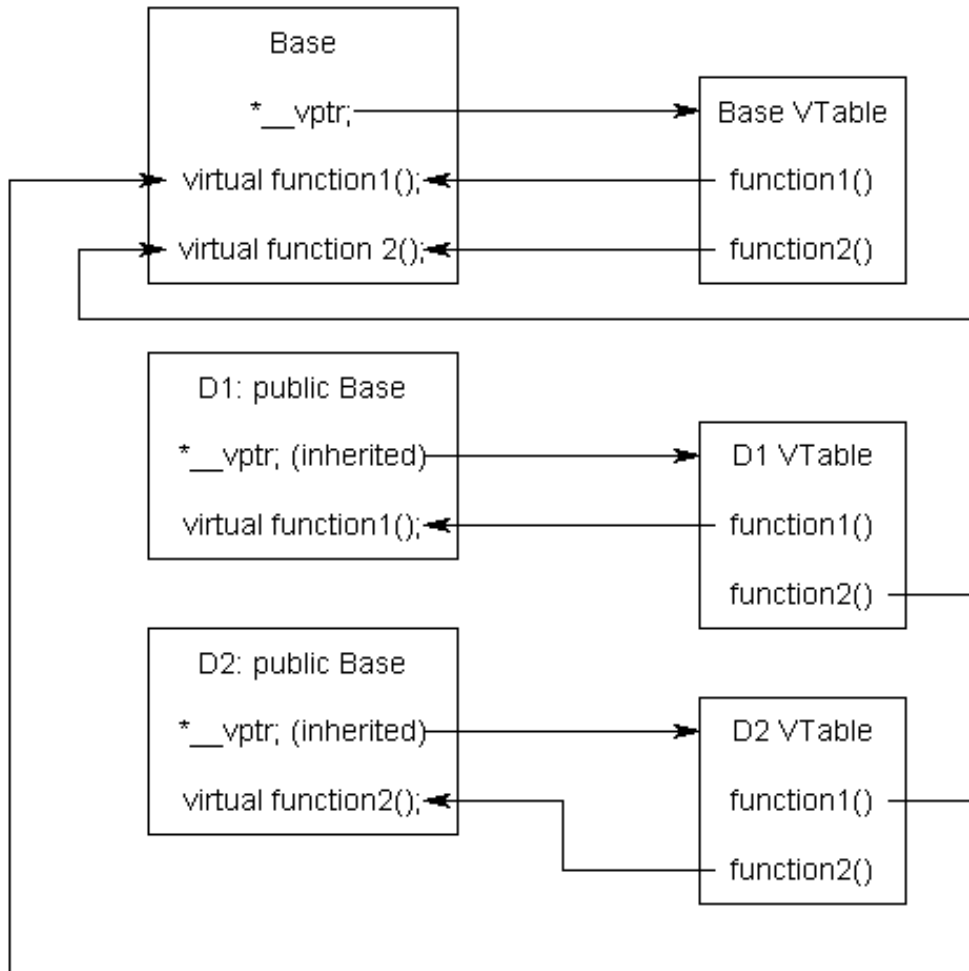 Base
*__vptr;
virtual function1();
virtual function 2();
Base VTable
function1()
function2()
D1: public Base
*__vptr; (inherited)
virtual function1();
D1 VTable
function1()
function2()
D2: public Base
*__vptr; (inherited)
virtual function2();
D2 VTable
function1()
function2()